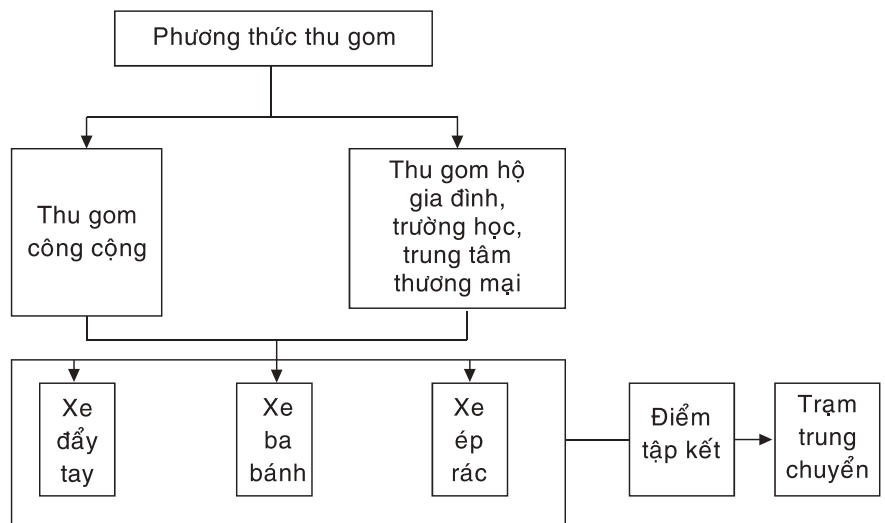 Phương thức thu gom
Thu gom
công cộng
Thu gom hộ
gia đình,
trường học,
trung tâm
thương mại
Xe
đẩy
tay
Xe
ba
bánh
Xe
ép
rác
Điểm
tập kết
Trạm
trung
chuyển